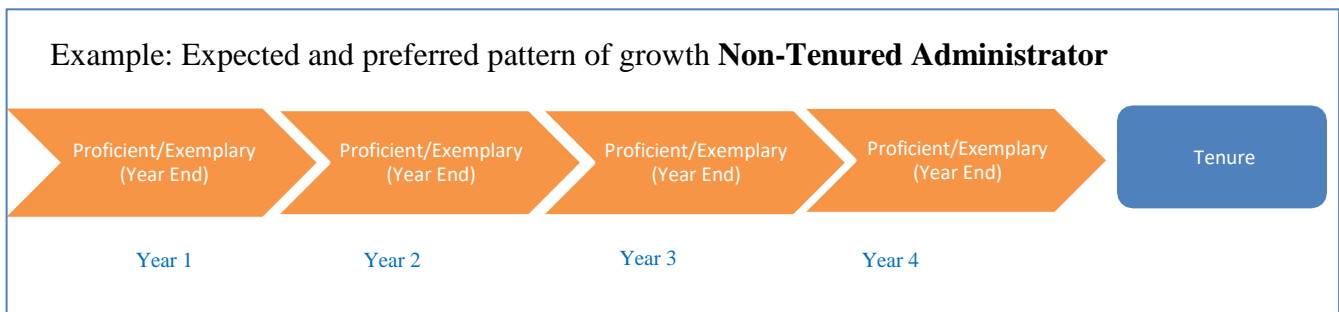 Example: Expected and preferred pattern of growth Non-Tenured Administrator
Proficient/Exemplary
(Year End)
Proficient/Exemplary
(Year End)
Proficient/Exemplary
(Year End)
Proficient/Exemplary
(Year End)
Tenure
Year 1
Year 2
Year 3
Year 4